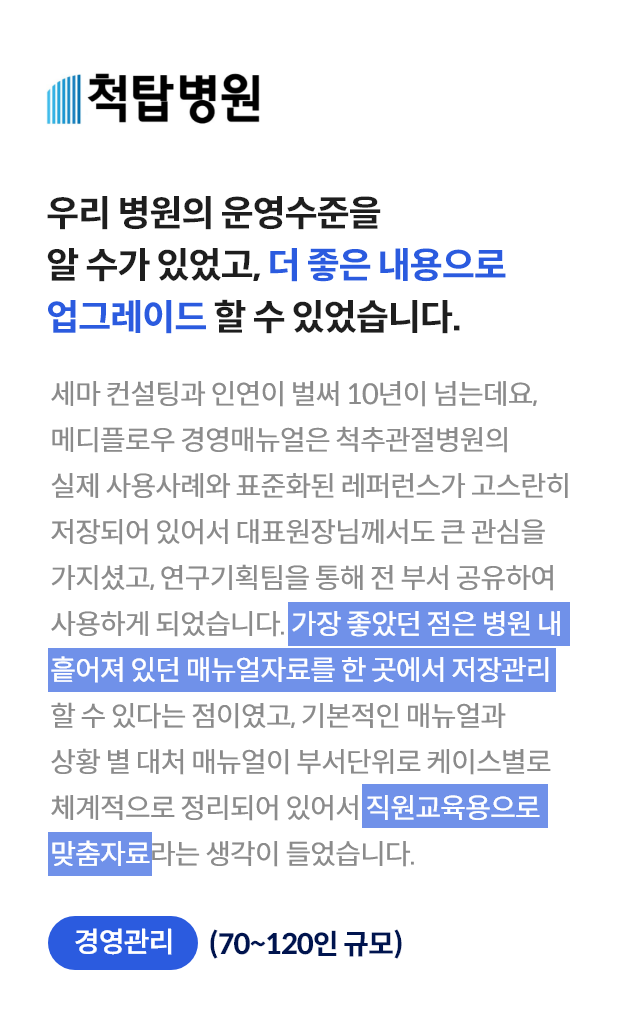 척탑병원
우리 병원의 운영수준을
알 수가 있었고, 더 좋은 내용으로
업그레이드 할 수 있었습니다.
세마 컨설팅과 인연이 벌써 10년이 넘는데요,
메디플로우 경영매뉴얼은 척추관절병원의
실제 사용사례와 표준화된 레퍼런스가 고스란히
저장되어 있어서 대표원장님께서도 큰 관심을
가지셨고, 연구기획팀을 통해 전 부서 공유하여
사용하게 되었습니다. 가장 좋았던 점은 병원 내
흩어져 있던 매뉴얼자료를 한 곳에서 저장관리
할 수 있다는 점이였고, 기본적인 매뉴얼과
상황 별 대처 매뉴얼이 부서단위로 케이스별로
체계적으로 정리되어 있어서 직원교육용으로
맞춤자료라는 생각이 들었습니다.
경영관리 (70~120인 규모)